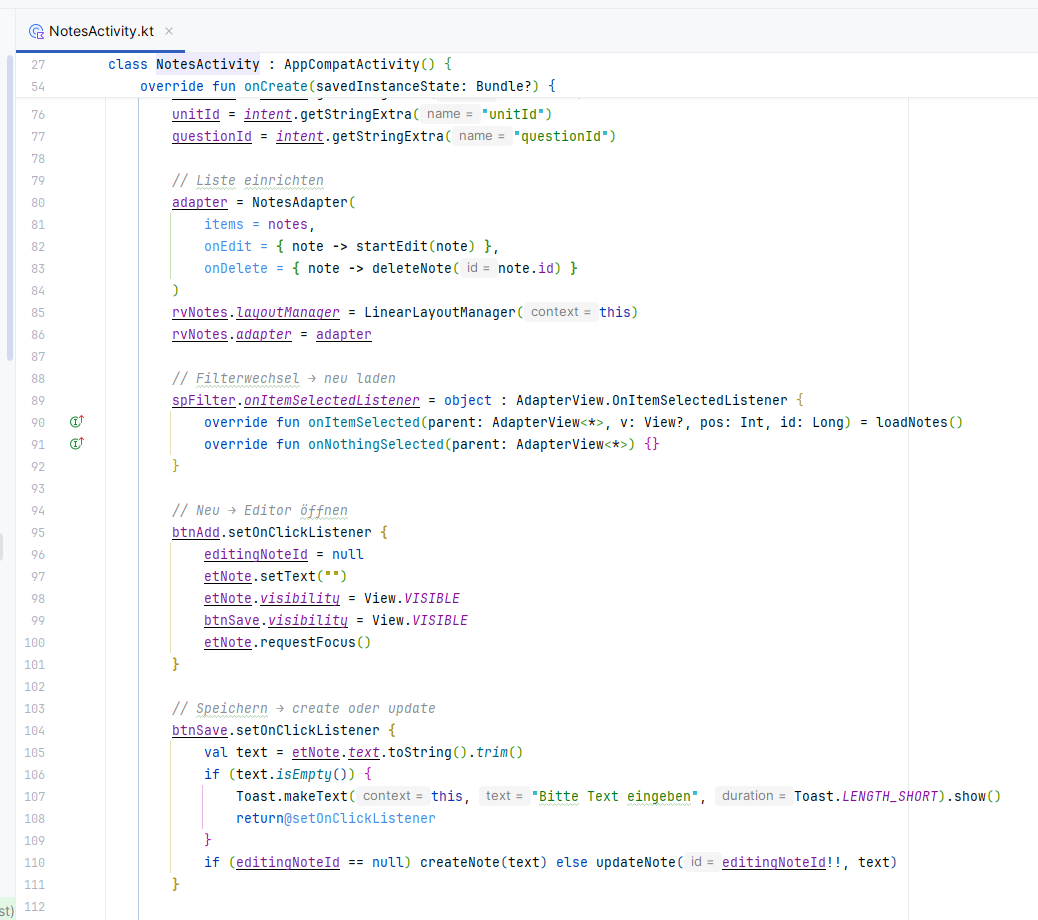 NotesActivity.kt ×
27 class NotesActivity : AppCompatActivity() {
54 override fun onCreate(savedInstanceState: Bundle?) {
76 unitId = intent.getStringExtra( name = "unitId")
77 questionId = intent.getStringExtra( name = "questionId")
78
79 // Liste einrichten
80 adapter = NotesAdapter(
81 items = notes,
82 onEdit = { note -> startEdit(note) },
83 onDelete = { note -> deleteNote( id = note.id) }
84 )
85 rvNotes.layoutManager = LinearLayoutManager( context = this)
86 rvNotes.adapter = adapter
87
88 // Filterwechsel → neu laden
89 spFilter.onItemSelectedListener = object : AdapterView.OnItemSelectedListener {
90 override fun onItemSelected(parent: AdapterView<*>, v: View?, pos: Int, id: Long) = loadNotes()
91 override fun onNothingSelected(parent: AdapterView<*>) {}
92 }
93
94 // Neu → Editor öffnen
95 btnAdd.setOnClickListener {
96 editingNoteId = null
97 etNote.setText("")
98 etNote.visibility = View.VISIBLE
99 btnSave.visibility = View.VISIBLE
100 etNote.requestFocus()
101 }
102
103 // Speichern → create oder update
104 btnSave.setOnClickListener {
105 val text = etNote.text.toString().trim()
106 if (text.isEmpty()) {
107 Toast.makeText( context = this, text = "Bitte Text eingeben", duration = Toast.LENGTH_SHORT).show()
108 return@setOnClickListener
109 }
110 if (editingNoteId == null) createNote(text) else updateNote( id = editingNoteId!!, text)
111 }
st) 112